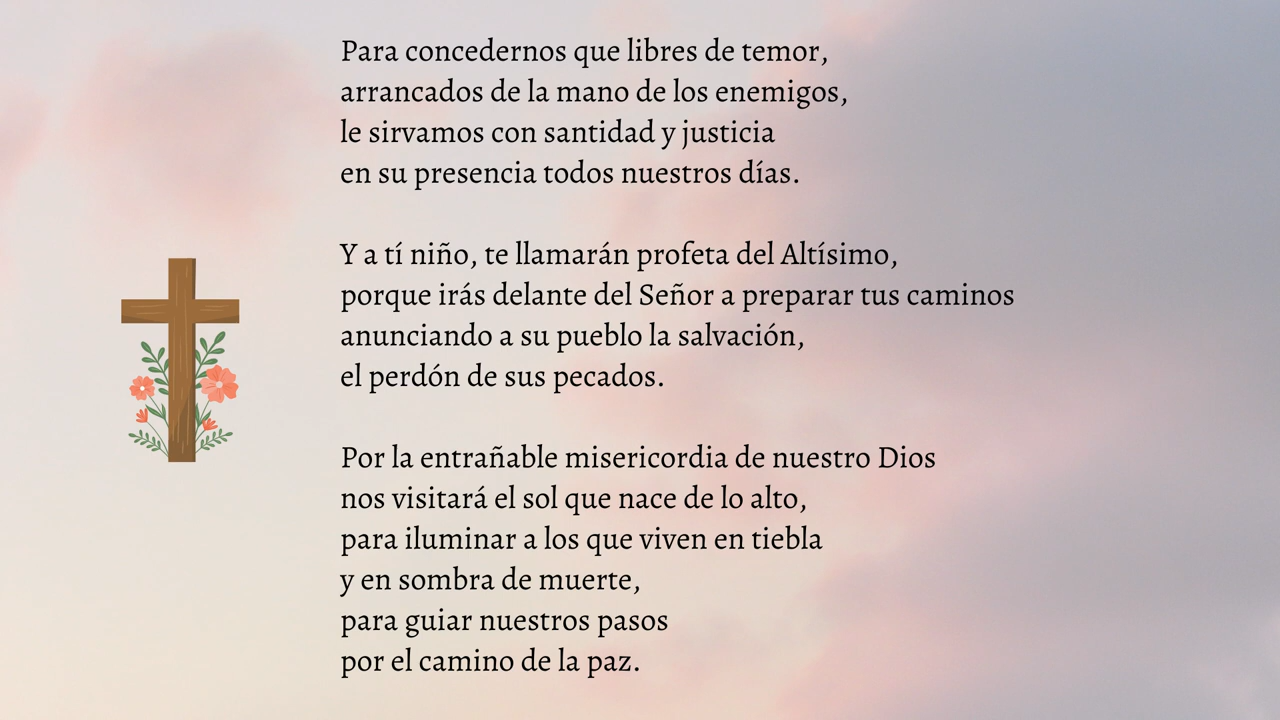 Para concedernos que libres de temor,
arrancados de la mano de los enemigos,
le sirvamos con santidad y justicia
en su presencia todos nuestros días.
Y a tí niño, te llamarán profeta del Altísimo,
porque irás delante del Señor a preparar tus caminos
anunciando a su pueblo la salvación,
el perdón de sus pecados.
Por la entrañable misericordia de nuestro Dios
nos visitará el sol que nace de lo alto,
para iluminar a los que viven en tiebla
y en sombra de muerte,
para guiar nuestros pasos
por el camino de la paz.